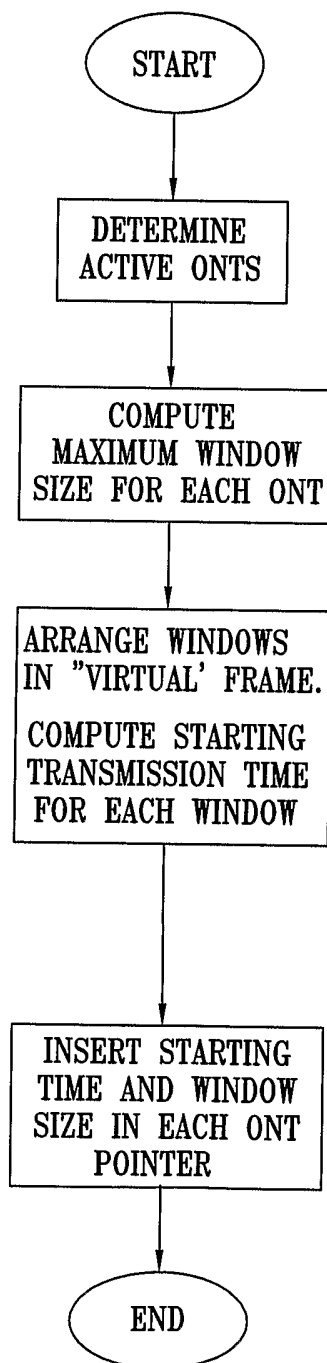 START
DETERMINE
ACTIVE ONTS
COMPUTE
MAXIMUM WINDOW
SIZE FOR EACH ONT
ARRANGE WINDOWS
IN "VIRTUAL' FRAME.
COMPUTE STARTING
TRANSMISSION TIME
FOR EACH WINDOW
INSERT STARTING
TIME AND WINDOW
SIZE IN EACH ONT
POINTER
END